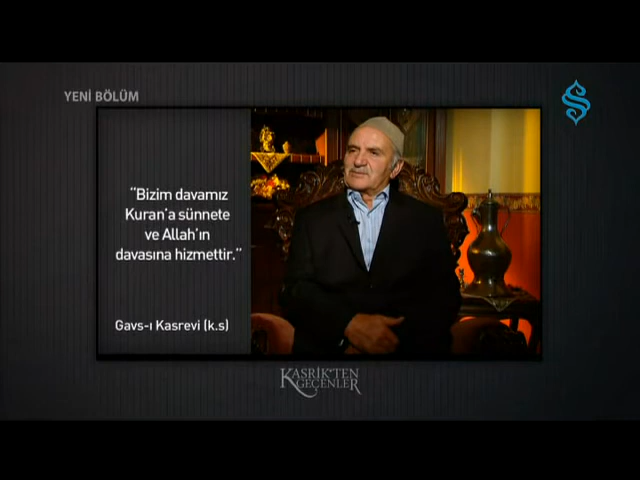 YENİ BÖLÜM
“Bizim davamız
Kuran'a sünnete
ve Allah'ın
davasına hizmettir.”
Gavs-ı Kasrevi (k.s)
KASRİK'TEN
GEÇENLER